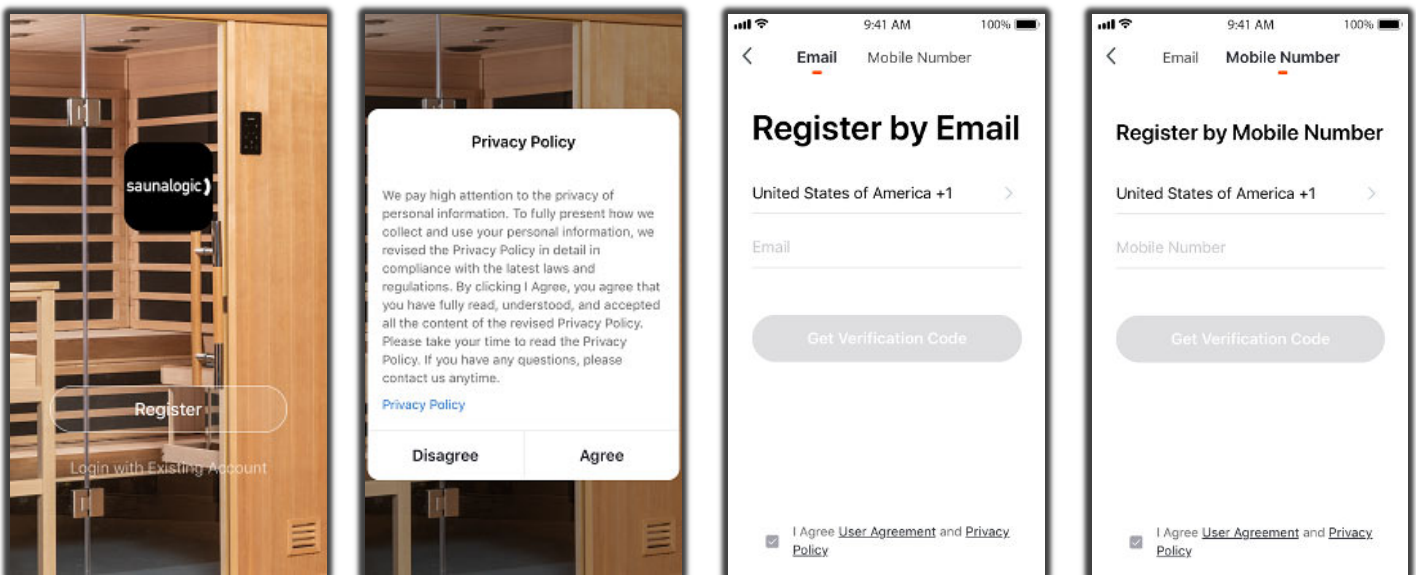 saunalogic
Register
Login with Existing Account
Privacy Policy
We pay high attention to the privacy of
personal information. To fully present how we
collect and use your personal information, we
revised the Privacy Policy in detail in
compliance with the latest laws and
regulations. By clicking I Agree, you agree that
you have fully read, understood, and accepted
all the content of the revised Privacy Policy.
Please take your time to read the Privacy
Policy. If you have any questions, please
contact us anytime.
Privacy Policy
Disagree
Agree
9:41 AM
100%
Email
Mobile Number
Register by Email
United States of America +1
Email
Get Verification Code
I Agree User Agreement and Privacy
Policy
9:41 AM
100%
Email
Mobile Number
Register by Mobile Number
United States of America +1
Mobile Number
Get Verification Code
I Agree User Agreement and Privacy
Policy